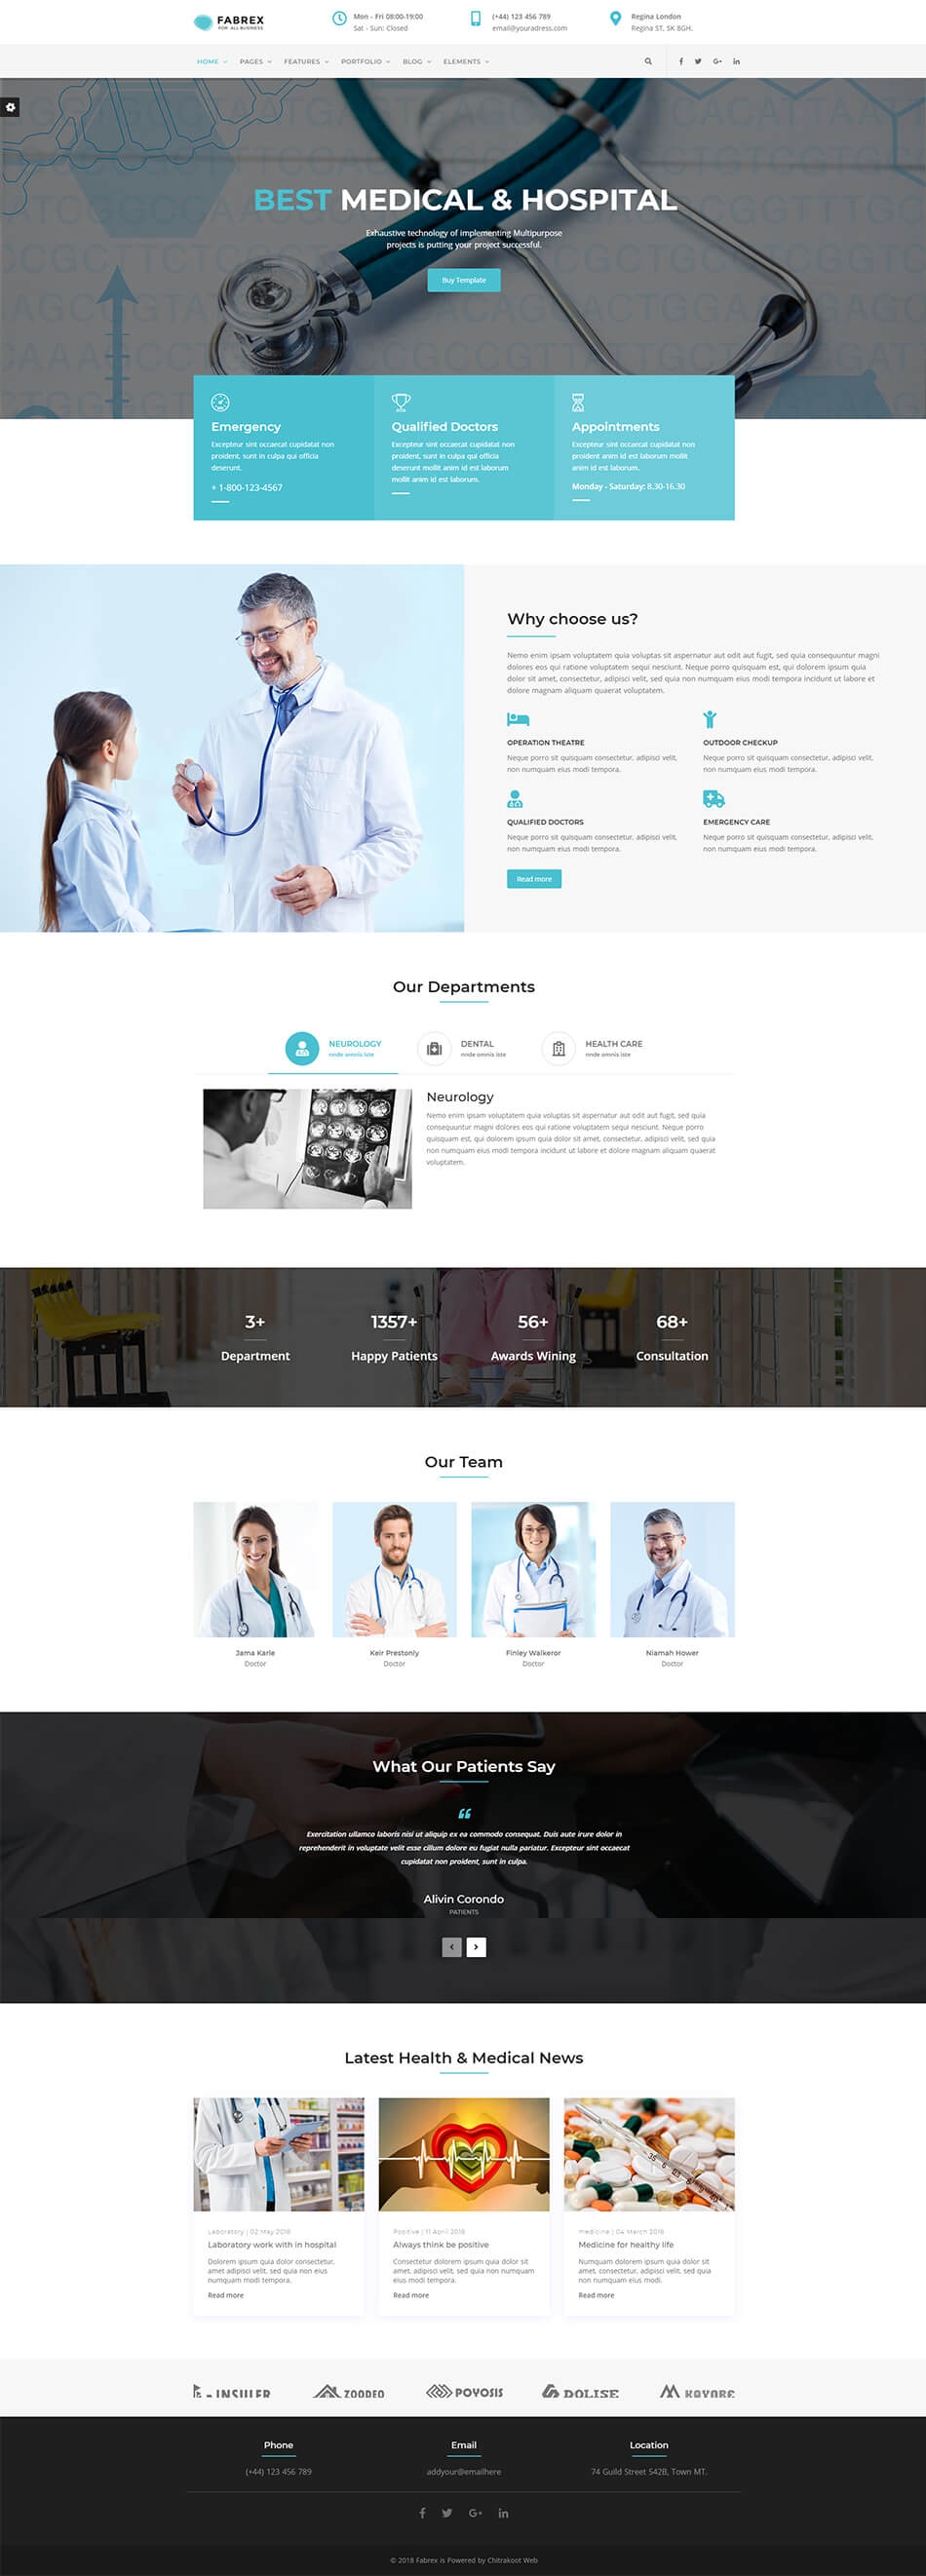 FABREX
FOR ALL BUSINESS
Mon - Fri 08:00-19:00
Sat - Sun: Closed
(+44) 123 456 789
email@youradress.com
Regina London
Regina ST, SK 8GH.
HOME PAGES FEATURES PORTFOLIO BLOG ELEMENTS
BEST MEDICAL & HOSPITAL
Exhaustive technology of implementing Multipurpose
projects is putting your project successful.
Buy Template
Emergency
Excepteur sint occaecat cupidatat non
proident, sunt in culpa qui officia
deserunt.
+ 1-800-123-4567
Qualified Doctors
Excepteur sint occaecat cupidatat non
proident, sunt in culpa qui officia
deserunt mollit anim id est laborum
mollit anim id est laborum.
Appointments
Excepteur sint occaecat cupidatat non
proident anim id est laborum mollit
anim id est laborum.
Monday - Saturday: 8.30-16.30
Why choose us?
Nemo enim ipsam voluptatem quia voluptas sit aspernatur aut odit aut fugit, sed quia consequuntur magni
dolores eos qui ratione voluptatem sequi nesciunt. Neque porro quisquam est, qui dolorem ipsum quia
dolor sit amet, consectetur, adipisci velit, sed quia non numquam eius modi tempora incidunt ut labore et
dolore magnam aliquam quaerat voluptatem.
OPERATION THEATRE
Neque porro sit quisquam consectetur, adipisci velit,
non numquam eius modi tempora.
OUTDOOR CHECKUP
Neque porro sit quisquam consectetur, adipisci velit,
non numquam eius modi tempora.
QUALIFIED DOCTORS
Neque porro sit quisquam consectetur, adipisci velit,
non numquam eius modi tempora.
EMERGENCY CARE
Neque porro sit quisquam consectetur, adipisci velit,
non numquam eius modi tempora.
Read more
Our Departments
NEUROLOGY
nnde omnis iste
DENTAL
nnde omnis iste
HEALTH CARE
nnde omnis iste
Neurology
Nemo enim ipsam voluptatem quia voluptas sit aspernatur aut odit aut fugit, sed quia
consequuntur magni dolores eos qui ratione voluptatem sequi nesciunt. Neque porro
quisquam est, qui dolorem ipsum quia dolor sit amet, consectetur, adipisci velit, sed quia
non numquam eius modi tempora incidunt ut labore et dolore magnam aliquam quaerat
voluptatem.
3+
Department
1357+
Happy Patients
56+
Awards Wining
68+
Consultation
Our Team
Jama Karle
Doctor
Keir Prestonly
Doctor
Finley Walkeror
Doctor
Niamah Hower
Doctor
What Our Patients Say
Exercitation ullamco laboris nisi ut aliquip ex ea commodo consequat. Duis aute irure dolor in
reprehenderit in voluptate velit esse cillum dolore eu fugiat nulla pariatur. Excepteur sint occaecat
cupidatat non proident, sunt in culpa.
Alivin Corondo
PATIENTS
Latest Health & Medical News
Laboratory | 02 May 2018
Laboratory work with in hospital
Dolorem ipsum quia dolor consectetur,
amet adipisci velit, sed quia non eius
numquam modi tempora.
Read more
Positive | 11 April 2018
Always think be positive
Consectetur dolorem ipsum quia dolor sit
amet, adipisci velit, sed quia non numquam
eius modi tempora.
Read more
medicine | 04 March 2018
Medicine for healthy life
Numquam dolorem ipsum quia dolor sit
amet, consectetur, adipisci velit, sed quia
non numquam eius modi.
Read more
INSULER
ZOODEO
POYOSIS
DOLISE
KAYORE
Phone
(+44) 123 456 789
Email
addyour@emailhere
Location
74 Guild Street 542B, Town MT.
© 2018 Fabrex is Powered by Chitrakoot Web